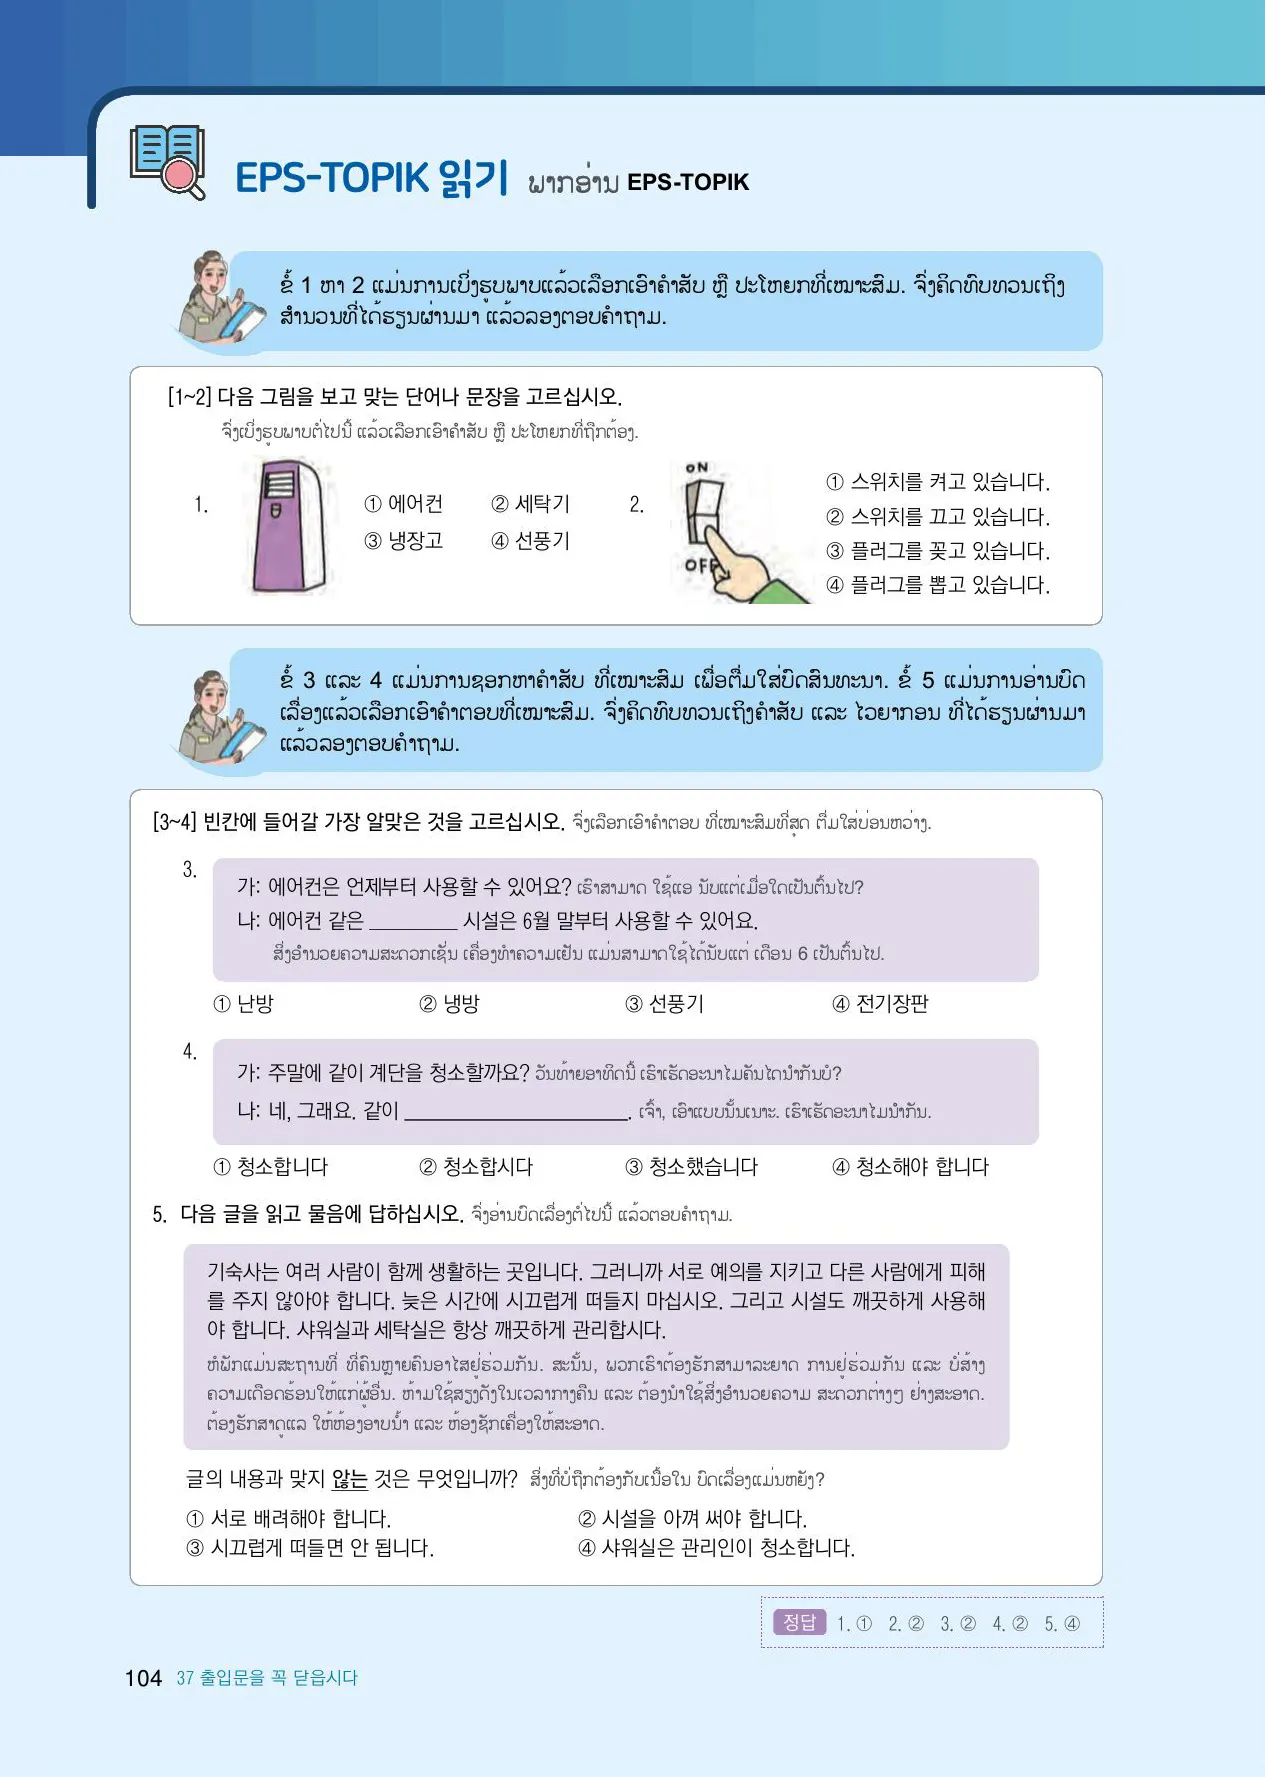 EPS-TOPIK 읽기 ພາກອ່ານ EPS-TOPIK
ຂໍ້ 1 ຫາ 2 ແມ່ນການເບິ່ງຮູບພາບແລ້ວເລືອກເອົາຄຳສັບ ຫຼື ປະໂຫຍກທີ່ເໝາະສົມ. ຈົ່ງຄິດທົບທວນເຖິງ
ສຳນວນທີ່ໄດ້ຮຽນຜ່ານມາ ແລ້ວລອງຕອບຄຳຖາມ.
[1~2] 다음 그림을 보고 맞는 단어나 문장을 고르십시오.
ຈົ່ງເບິ່ງຮູບພາບຕໍ່ໄປນີ້ ແລ້ວເລືອກເອົາຄຳສັບ ຫຼື ປະໂຫຍກທີ່ຖືກຕ້ອງ.
1.
① 에어컨 ② 세탁기
③ 냉장고 ④ 선풍기
2.
ON
OFF
① 스위치를 켜고 있습니다.
② 스위치를 끄고 있습니다.
③ 플러그를 꽂고 있습니다.
④ 플러그를 뽑고 있습니다.
ຂໍ້ 3 ແລະ 4 ແມ່ນການຊອກຫາຄຳສັບ ທີ່ເໝາະສົມ ເພື່ອຕື່ມໃສ່ບົດສົນທະນາ. ຂໍ້ 5 ແມ່ນການອ່ານບົດ
ເລື່ອງແລ້ວເລືອກເອົາຄຳຕອບທີ່ເໝາະສົມ. ຈົ່ງຄິດທົບທວນເຖິງຄຳສັບ ແລະ ໄວຍາກອນ ທີ່ໄດ້ຮຽນຜ່ານມາ
ແລ້ວລອງຕອບຄຳຖາມ.
[3~4] 빈칸에 들어갈 가장 알맞은 것을 고르십시오. ຈົ່ງເລືອກເອົາຄຳຕອບ ທີ່ເໝາະສົມທີ່ສຸດ ຕື່ມໃສ່ບ່ອນຫວ່າງ.
3.
가: 에어컨은 언제부터 사용할 수 있어요? ເຮົາສາມາດ ໃຊ້ແອ ນັບແຕ່ເມື່ອໃດເປັນຕົ້ນໄປ?
나: 에어컨 같은 ________ 시설은 6월 말부터 사용할 수 있어요.
ສິ່ງອຳນວຍຄວາມສະດວກເຊັ່ນ ເຄື່ອງທຳຄວາມເຢັນ ແມ່ນສາມາດໃຊ້ໄດ້ນັບແຕ່ ເດືອນ 6 ເປັນຕົ້ນໄປ.
① 난방 ② 냉방 ③ 선풍기 ④ 전기장판
4.
가: 주말에 같이 계단을 청소할까요? ວັນທ້າຍອາທິດນີ້ ເຮົາເຮັດອະນາໄມຄັນໄດນຳກັນບໍ?
나: 네, 그래요. 같이 ____________________. ເຈົ້າ, ເອົາແບບນັ້ນເນາະ. ເຮົາເຮັດອະນາໄມນຳກັນ.
① 청소합니다 ② 청소합시다 ③ 청소했습니다 ④ 청소해야 합니다
5. 다음 글을 읽고 물음에 답하십시오. ຈົ່ງອ່ານບົດເລື່ອງຕໍ່ໄປນີ້ ແລ້ວຕອບຄຳຖາມ.
기숙사는 여러 사람이 함께 생활하는 곳입니다. 그러니까 서로 예의를 지키고 다른 사람에게 피해
를 주지 않아야 합니다. 늦은 시간에 시끄럽게 떠들지 마십시오. 그리고 시설도 깨끗하게 사용해
야 합니다. 샤워실과 세탁실은 항상 깨끗하게 관리합시다.
ຫໍພັກແມ່ນສະຖານທີ່ ທີ່ຄົນຫຼາຍຄົນອາໄສຢູ່ຮ່ວມກັນ. ສະນັ້ນ, ພວກເຮົາຕ້ອງຮັກສາມາລະຍາດ ການຢູ່ຮ່ວມກັນ ແລະ ບໍ່ສ້າງ
ຄວາມເດືອດຮ້ອນໃຫ້ແກ່ຜູ້ອື່ນ. ຫ້າມໃຊ້ສຽງດັງໃນເວລາກາງຄືນ ແລະ ຕ້ອງນຳໃຊ້ສິ່ງອຳນວຍຄວາມ ສະດວກຕ່າງໆ ຢ່າງສະອາດ.
ຕ້ອງຮັກສາດູແລ ໃຫ້ຫ້ອງອາບນ້ຳ ແລະ ຫ້ອງຊັກເຄື່ອງໃຫ້ສະອາດ.
글의 내용과 맞지 않는 것은 무엇입니까? ສິ່ງທີ່ບໍ່ຖືກຕ້ອງກັບເນື້ອໃນ ບົດເລື່ອງແມ່ນຫຍັງ?
① 서로 배려해야 합니다. ② 시설을 아껴 써야 합니다.
③ 시끄럽게 떠들면 안 됩니다. ④ 샤워실은 관리인이 청소합니다.
정답 1. ① 2. ② 3. ② 4. ② 5. ④
104 37 출입문을 꼭 닫읍시다